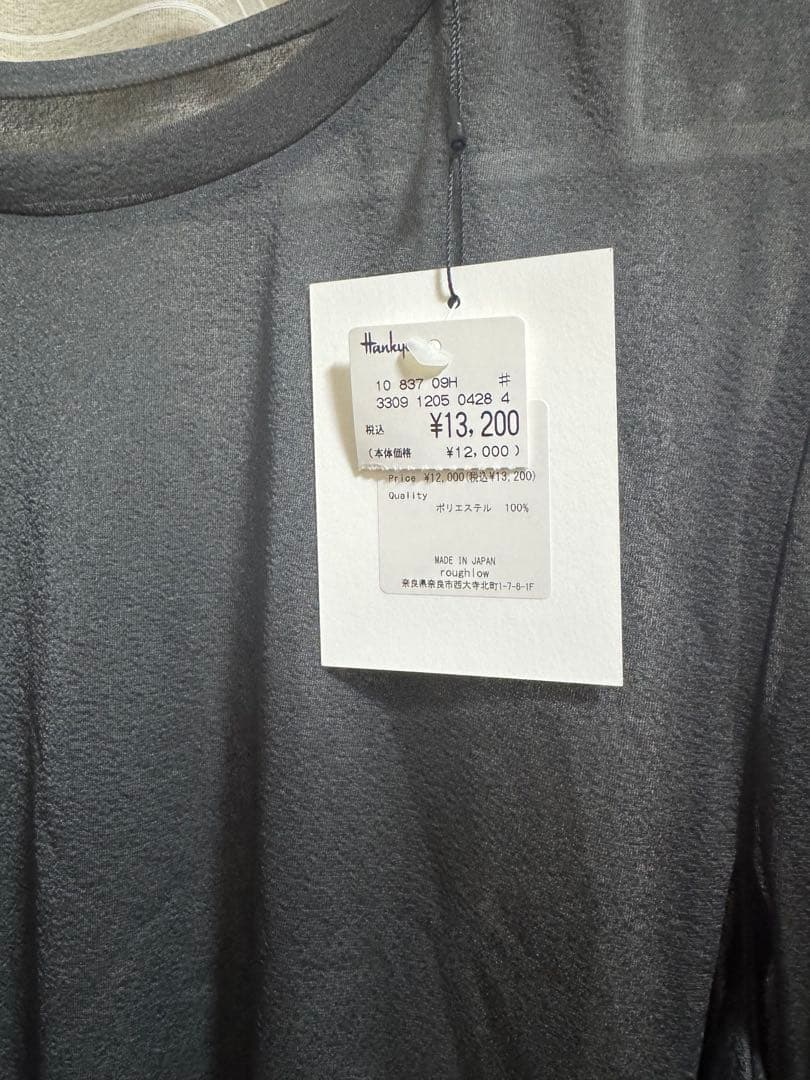 10 837 09H #
3309 1205 0428 4
税込 ¥13,200
(本体価格 ¥12,000)
Price ¥12,000(税込¥13,200)
Quality
ポリエステル 100%
MADE IN JAPAN
roughlow
奈良県奈良市西大寺北町1-7-8-1F